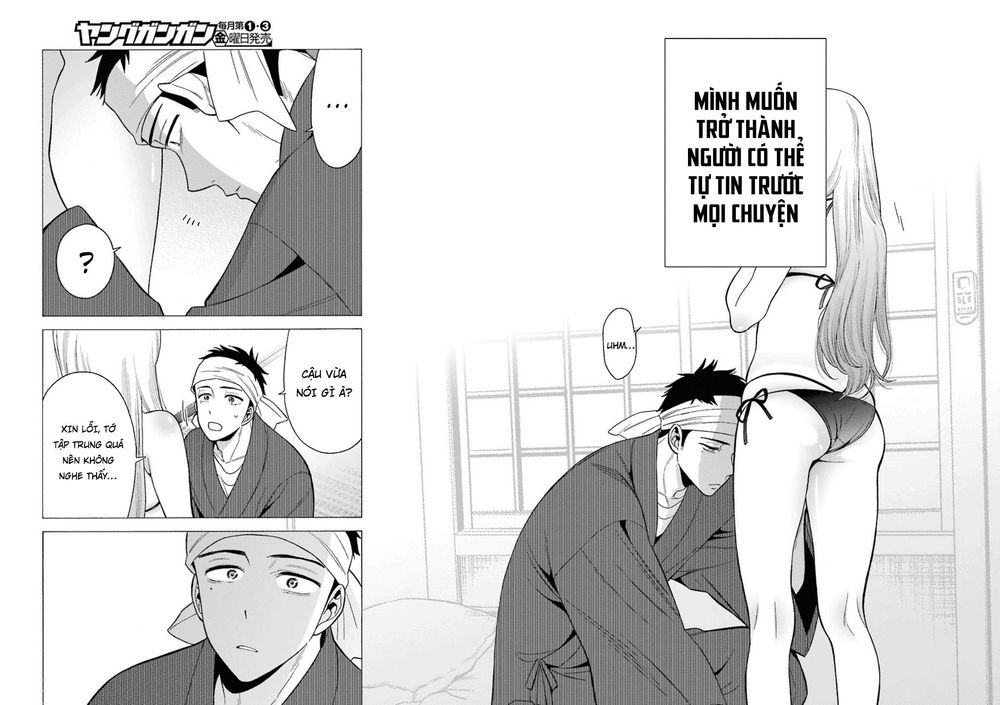 ヤングガンガン 毎月第1・3
金曜日発売
MÌNH MUỐN
TRỞ THÀNH
NGƯỜI CÓ THỂ
TỰ TIN TRƯỚC
MỌI CHUYỆN
UHM...
...
?
CẬU VỪA
NÓI GÌ À?
XIN LỖI, TỚ
TẬP TRUNG QUÁ
NÊN KHÔNG
NGHE THẤY...